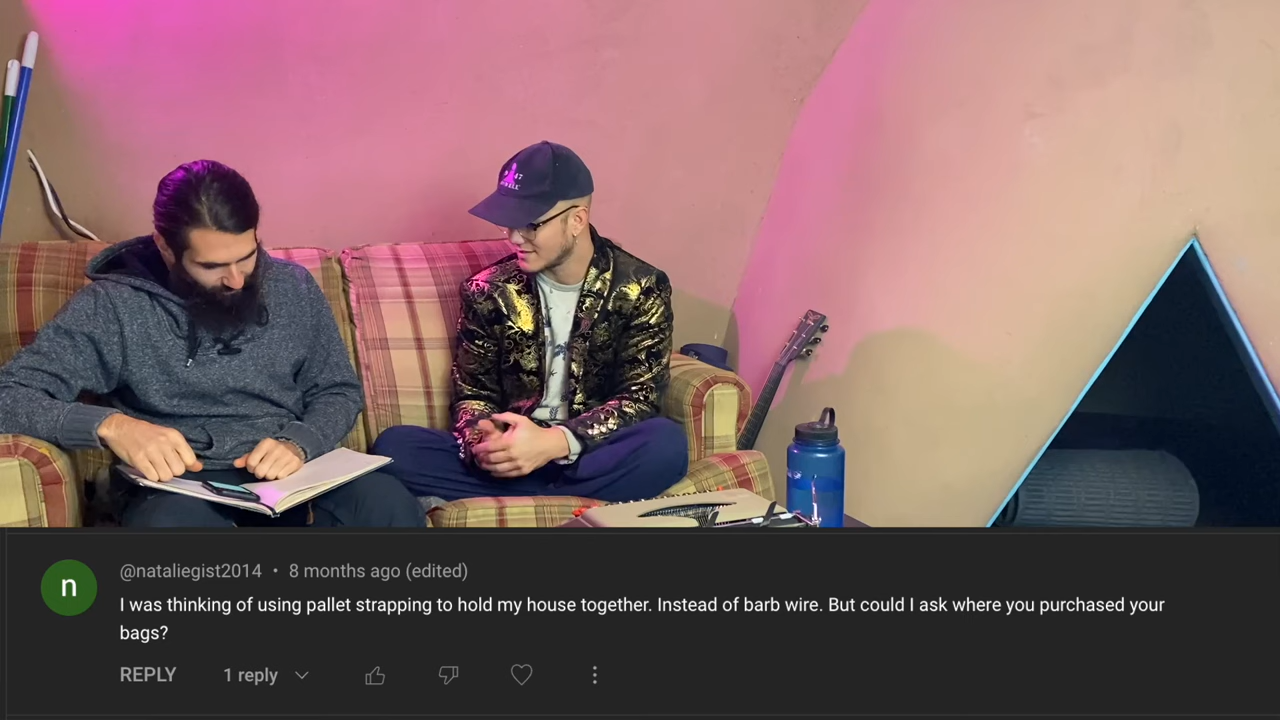 @nataliegist2014 • 8 months ago (edited)
I was thinking of using pallet strapping to hold my house together. Instead of barb wire. But could I ask where you purchased your
bags?
REPLY 1 reply
n